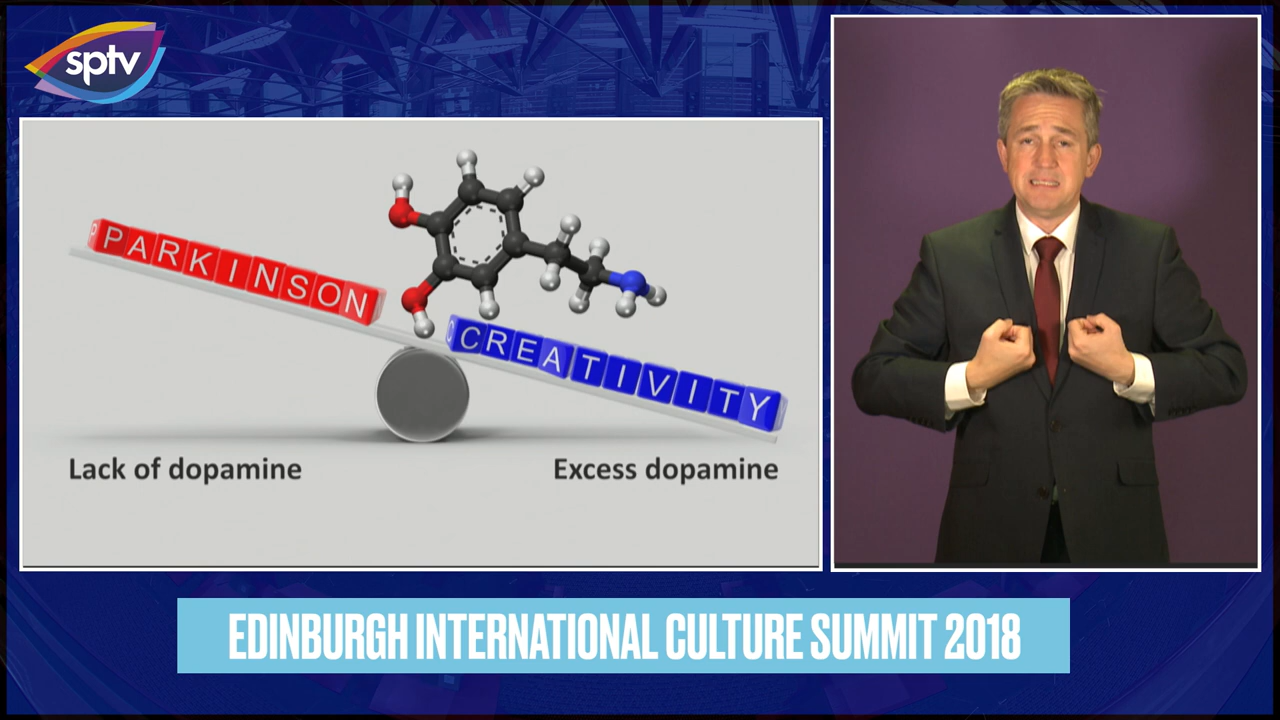 sptv
PARKINSON
CREATIVITY
Lack of dopamine
Excess dopamine
EDINBURGH INTERNATIONAL CULTURE SUMMIT 2018